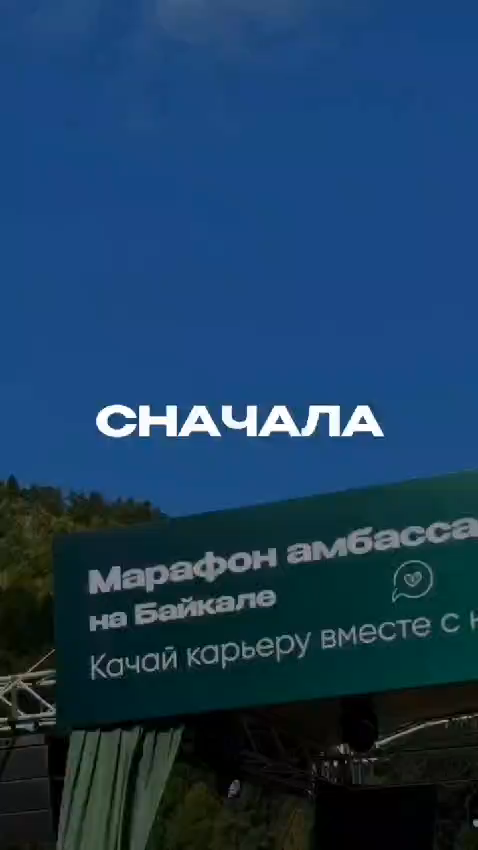 СНАЧАЛА
Марафон амбасса
на Байкале
Качай карьеру вместе с н